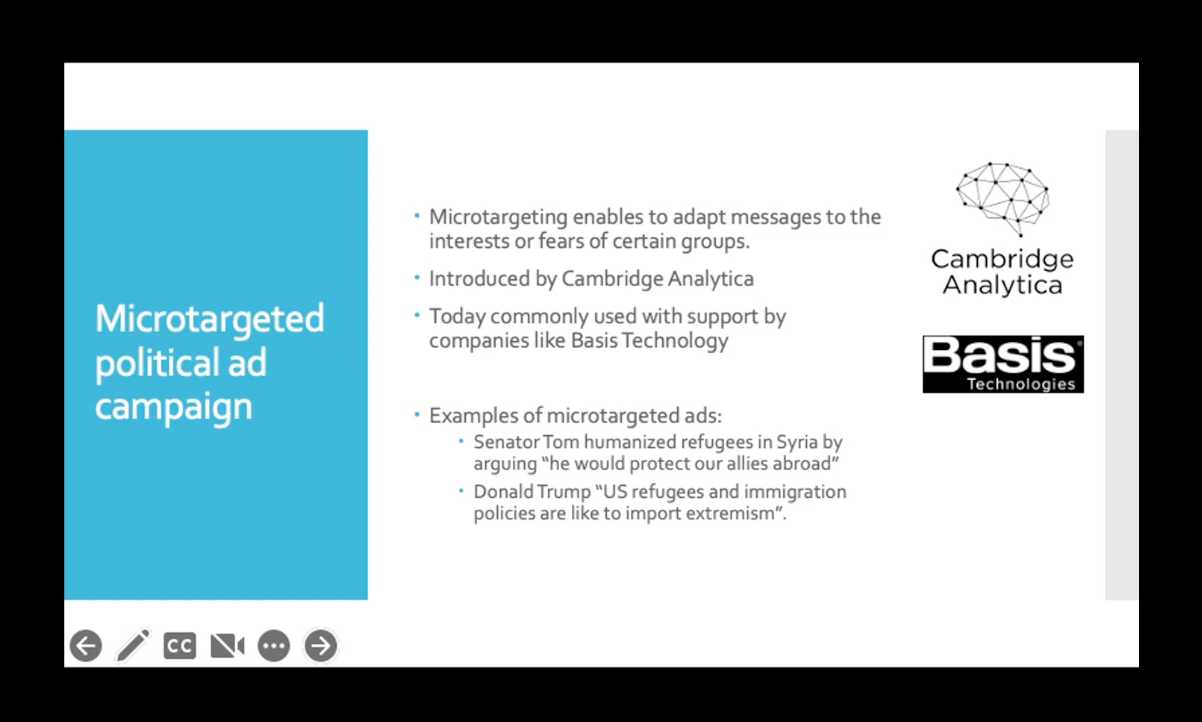 Microtargeted
political ad
campaign
• Microtargeting enables to adapt messages to the
interests or fears of certain groups.
• Introduced by Cambridge Analytica
• Today commonly used with support by
companies like Basis Technology
• Examples of microtargeted ads:
• Senator Tom humanized refugees in Syria by
arguing “he would protect our allies abroad”
• Donald Trump “US refugees and immigration
policies are like to import extremism”.
Cambridge
Analytica
Basis®
Technologies
CC